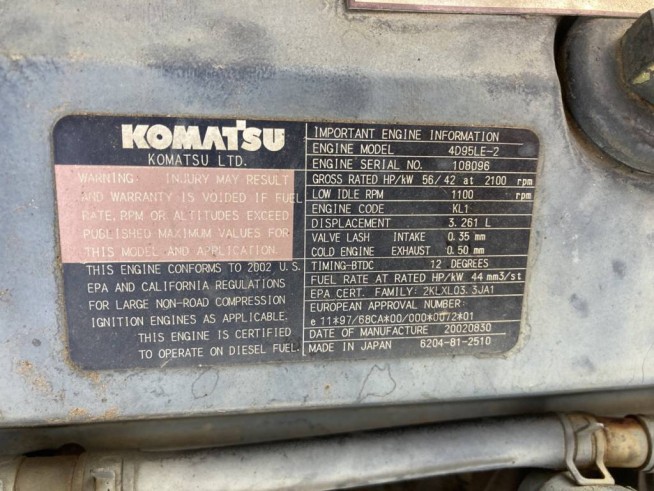 KOMATSU
KOMATSU LTD.
WARNING: INJURY MAY RESULT
AND WARRANTY IS VOIDED IF FUEL
RATE, RPM OR ALTITUDES EXCEED
PUBLISHED MAXIMUM VALUES FOR
THIS MODEL AND APPLICATION.
THIS ENGINE CONFORMS TO 2002 U.S.
EPA AND CALIFORNIA REGULATIONS
FOR LARGE NON-ROAD COMPRESSION
IGNITION ENGINES AS APPLICABLE.
THIS ENGINE IS CERTIFIED
TO OPERATE ON DIESEL FUEL.
IMPORTANT ENGINE INFORMATION
ENGINE MODEL 4D95LE-2
ENGINE SERIAL NO. 108096
GROSS RATED HP/kW 56/42 at 2100 rpm
LOW IDLE RPM 1100 rpm
ENGINE CODE KL1
DISPLACEMENT 3.261 L
VALVE LASH INTAKE 0.35 mm
COLD ENGINE EXHAUST 0.50 mm
TIMING-BTDC 12 DEGREES
FUEL RATE AT RATED HP/kW 44 mm3/st
EPA CERT. FAMILY: 2KLXL03.3JA1
EUROPEAN APPROVAL NUMBER:
e 11*97/68CA*00/000*0072*01
DATE OF MANUFACTURE 20020830
MADE IN JAPAN 6204-81-2510